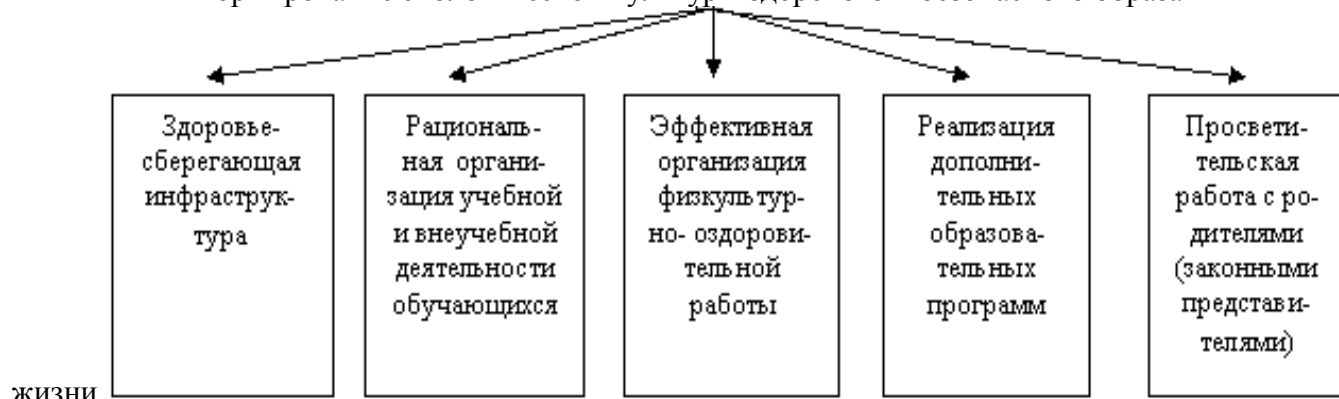 Здоровье-
сберегающая
инфраструк-
тура
Рациональ-
ная органи-
зация учебной
и внеучебной
деятельности
обучающихся
Эффективная
организация
физкультур-
но- оздорови-
тельной
работы
Реализация
дополни-
тельных
образова-
тельных
программ
Просвети-
тельская
работа с ро-
дителями
(законными
представи-
телями)
жизни